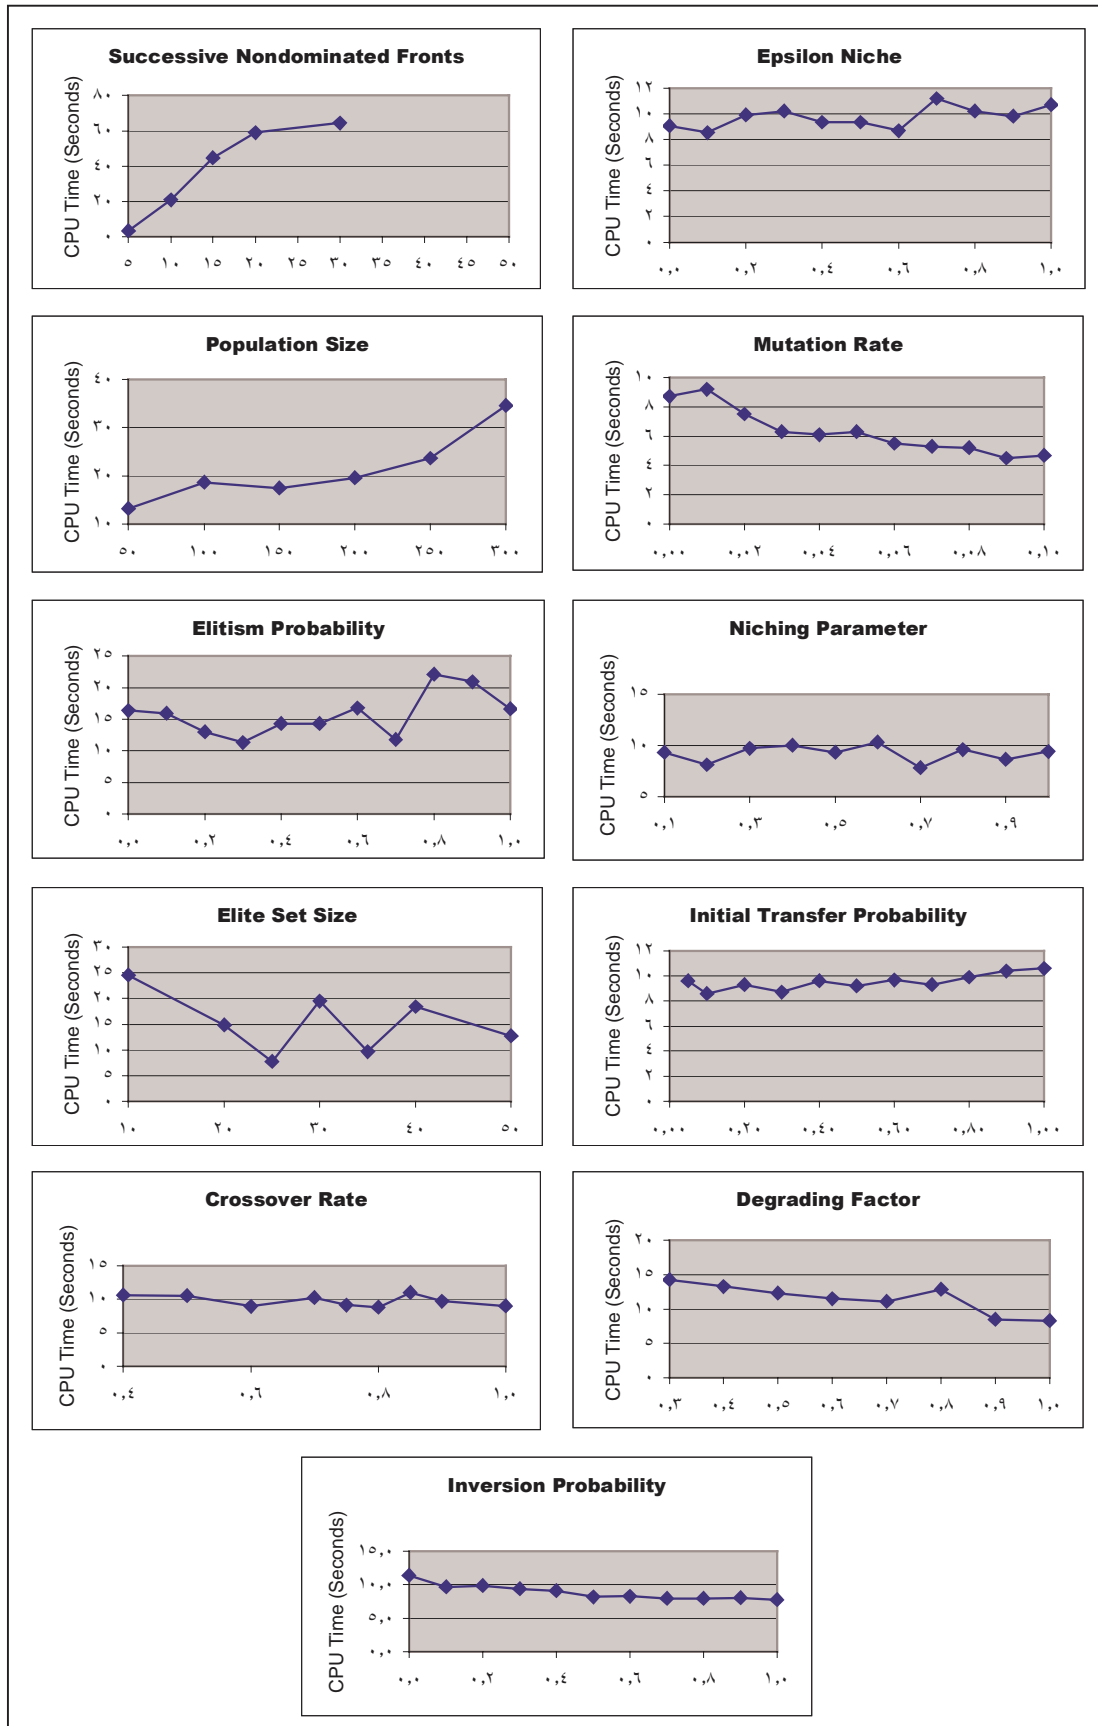 Successive Nondominated Fronts
CPU Time (Seconds)
٨٠
٦٠
٤٠
٢٠
٠
٥ ١٠ ١٥ ٢٠ ٢٥ ٣٠ ٣٥ ٤٠ ٤٥ ٥٠
Epsilon Niche
CPU Time (Seconds)
١٢
١٠
٨
٦
٤
٢
٠
٠,٠ ٠,٢ ٠,٤ ٠,٦ ٠,٨ ١,٠
Population Size
CPU Time (Seconds)
٤٠
٣٠
٢٠
١٠
٥٠ ١٠٠ ١٥٠ ٢٠٠ ٢٥٠ ٣٠٠
Mutation Rate
CPU Time (Seconds)
١٠
٨
٦
٤
٢
٠
٠,٠٠ ٠,٠٢ ٠,٠٤ ٠,٠٦ ٠,٠٨ ٠,١٠
Elitism Probability
CPU Time (Seconds)
٢٥
٢٠
١٥
١٠
٥
٠
٠,٠ ٠,٢ ٠,٤ ٠,٦ ٠,٨ ١,٠
Niching Parameter
CPU Time (Seconds)
١٥
١٠
٥
٠,١ ٠,٣ ٠,٥ ٠,٧ ٠,٩
Elite Set Size
CPU Time (Seconds)
٣٠
٢٥
٢٠
١٥
١٠
٥
٠
١٠ ٢٠ ٣٠ ٤٠ ٥٠
Initial Transfer Probability
CPU Time (Seconds)
١٢
١٠
٨
٦
٤
٢
٠
٠,٠٠ ٠,٢٠ ٠,٤٠ ٠,٦٠ ٠,٨٠ ١,٠٠
Crossover Rate
CPU Time (Seconds)
١٥
١٠
٥
٠
٠,٤ ٠,٦ ٠,٨ ١,٠
Degrading Factor
CPU Time (Seconds)
٢٠
١٥
١٠
٥
٠
٠,٣ ٠,٤ ٠,٥ ٠,٦ ٠,٧ ٠,٨ ٠,٩ ١,٠
Inversion Probability
CPU Time (Seconds)
١٥,٠
١٠,٠
٥,٠
٠,٠
٠,٠ ٠,٢ ٠,٤ ٠,٦ ٠,٨ ١,٠